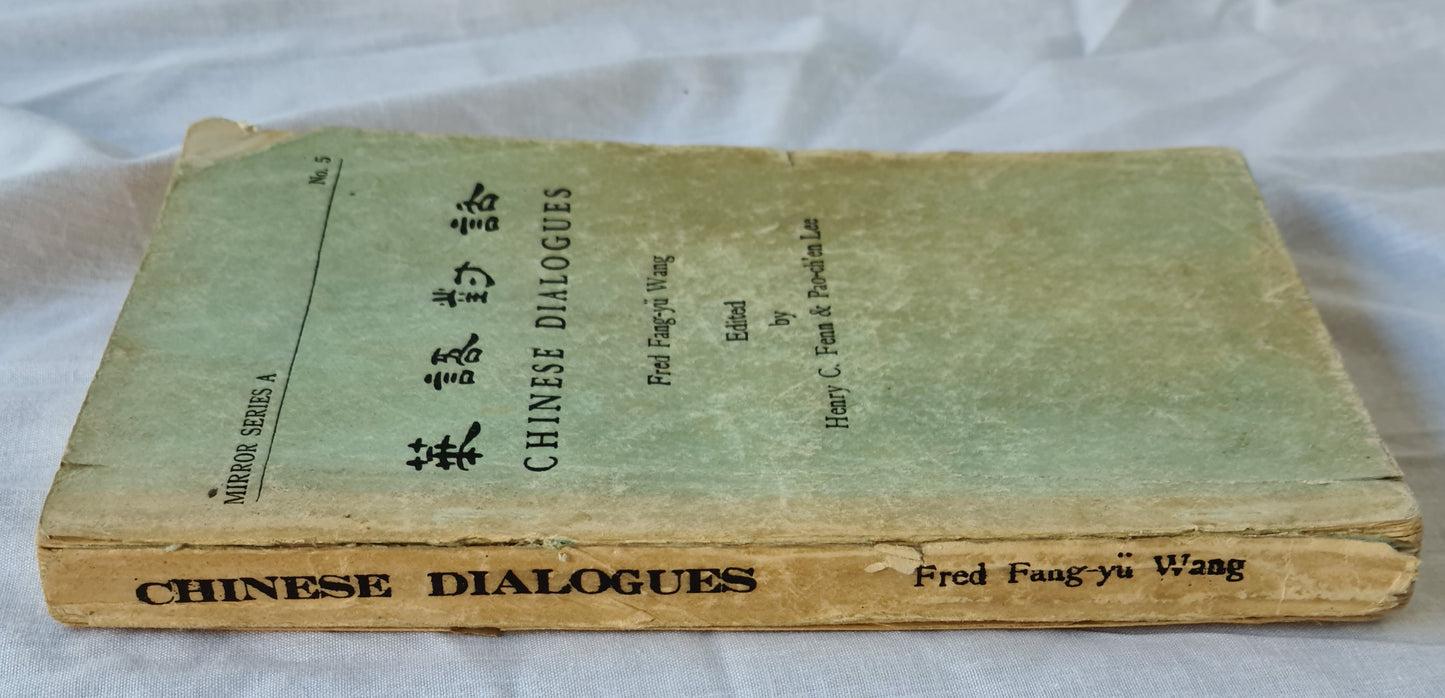 MIRROR SERIES A No. 5
華語對話
CHINESE DIALOGUES
Fred Fang-yü Wang
Edited
by
Henry C. Fenn & Pao-ch'en Lee
CHINESE DIALOGUES Fred Fang-yü Wang